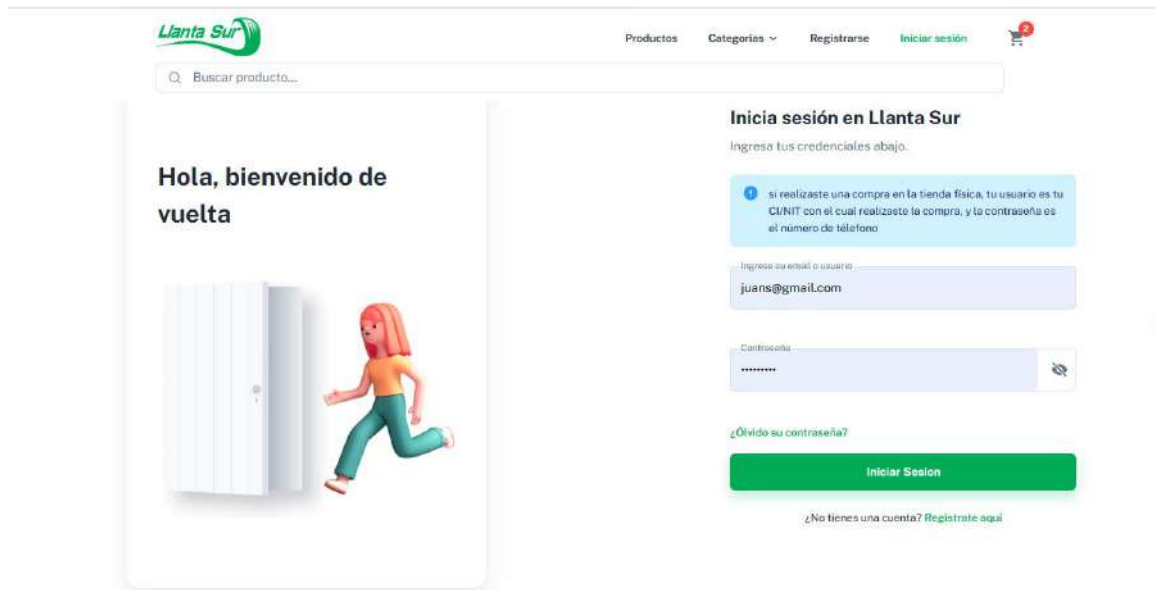 Llanta Sur
Productos Categorias Registrarse Iniciar sesión 2
Buscar producto...
Hola, bienvenido de
vuelta
Inicia sesión en Llanta Sur
Ingresa tus credenciales abajo.
si realizaste una compra en la tienda física, tu usuario es tu
CI/NIT con el cual realizaste la compra, y la contraseña es
el número de télefono
Ingrese su email o usuario
juans@gmail.com
Contraseña
•••••••••
¿Olvido su contraseña?
Iniciar Sesion
¿No tienes una cuenta? Registrate aquí